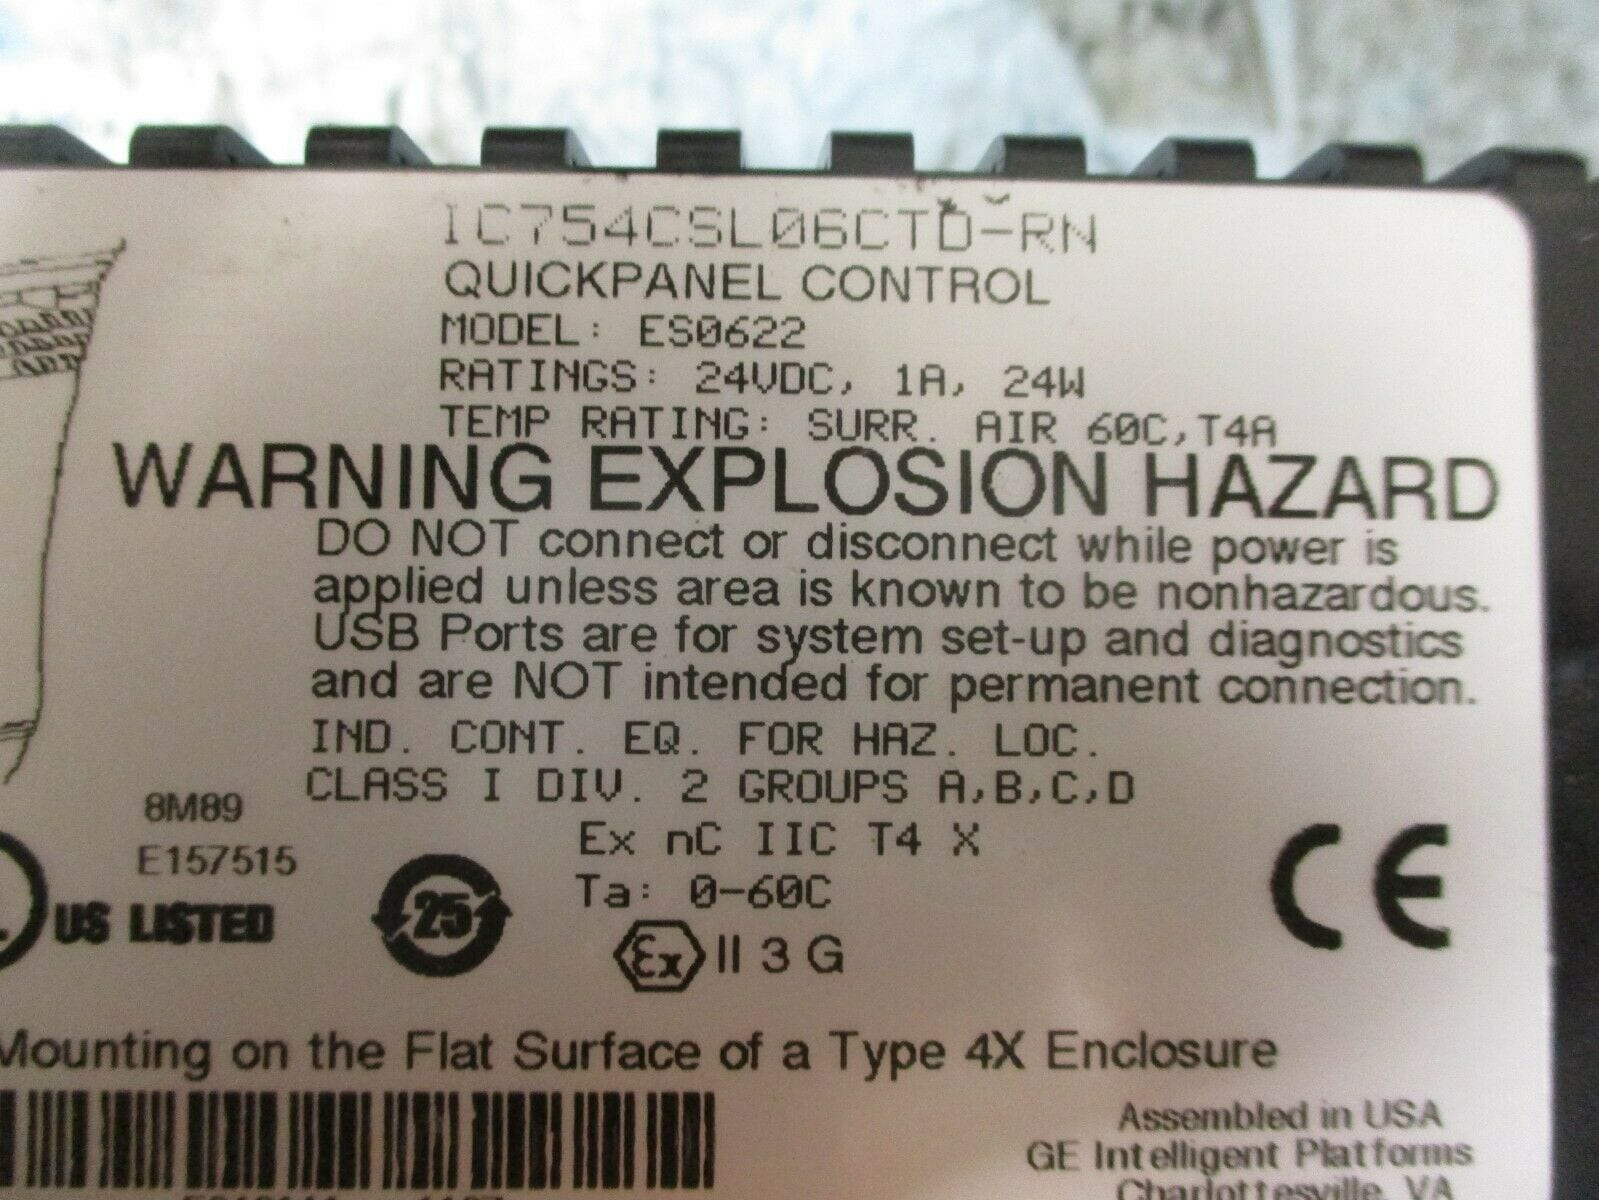 IC754CSL06CTD-RN
QUICKPANEL CONTROL
MODEL: ES0622
RATINGS: 24VDC, 1A, 24W
TEMP RATING: SURR. AIR 60C,T4A
WARNING EXPLOSION HAZARD
DO NOT connect or disconnect while power is
applied unless area is known to be nonhazardous.
USB Ports are for system set-up and diagnostics
and are NOT intended for permanent connection.
IND. CONT. EQ. FOR HAZ. LOC.
CLASS I DIV. 2 GROUPS A,B,C,D
8M89
E157515
US LISTED
25
Ex nC IIC T4 X
Ta: 0-60C
Ex II 3 G
CE
Mounting on the Flat Surface of a Type 4X Enclosure
Assembled in USA
GE Intelligent Platforms
Charlottesville, VA